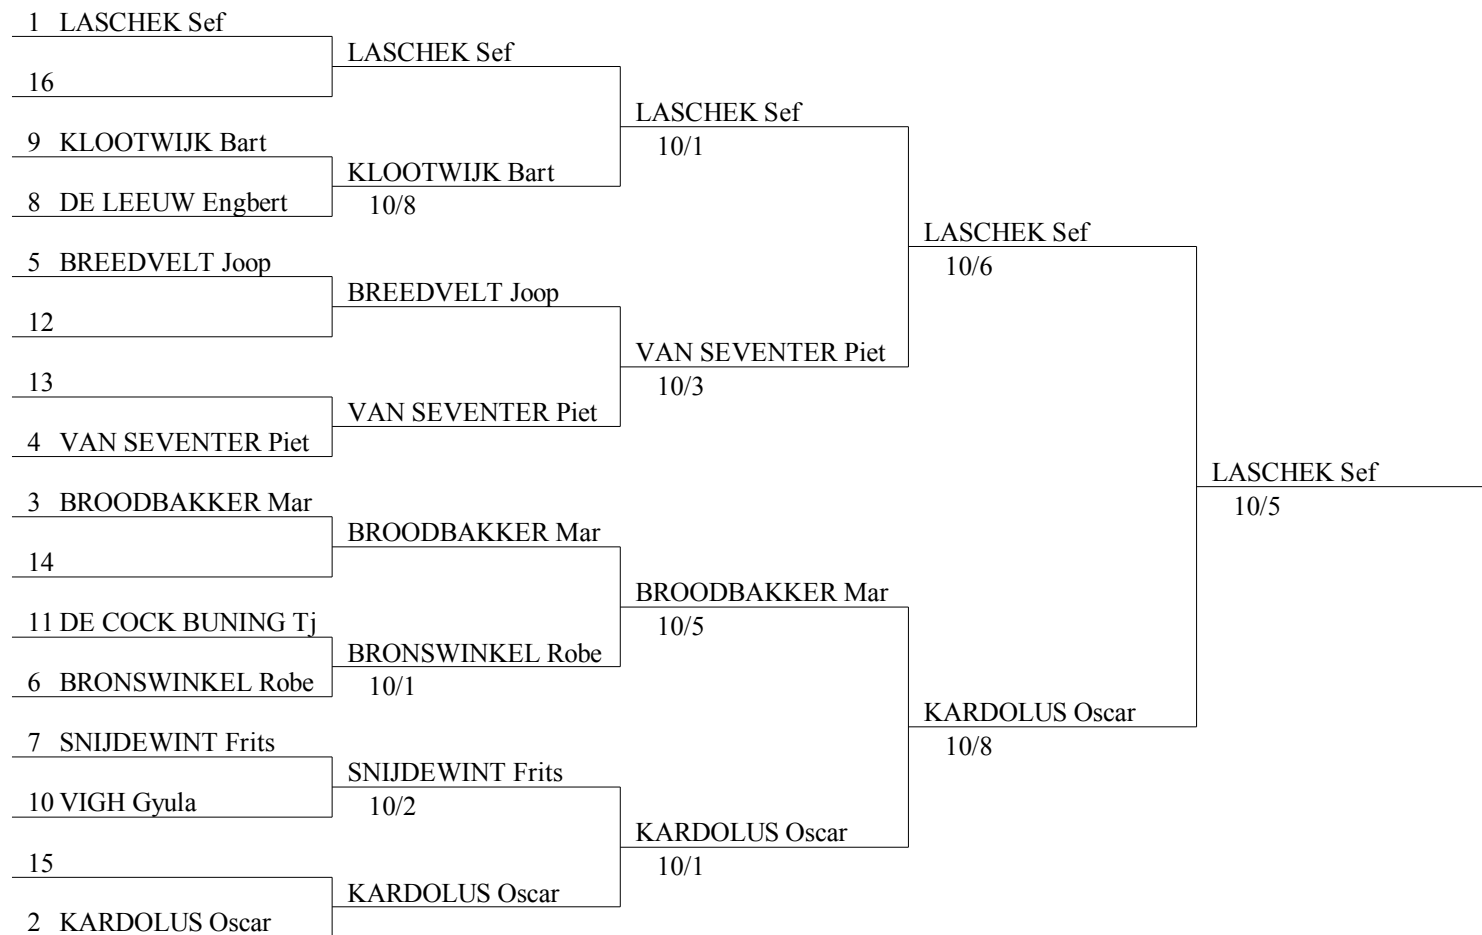 1 LASCHEK Sef
16
9 KLOOTWIJK Bart
8 DE LEEUW Engbert
5 BREEDVELT Joop
12
13
4 VAN SEVENTER Piet
3 BROODBAKKER Mar
14
11 DE COCK BUNING Tj
6 BRONSWINKEL Robe
7 SNIJDEWINT Frits
10 VIGH Gyula
15
2 KARDOLUS Oscar
LASCHEK Sef
KLOOTWIJK Bart
10/8
BREEDVELT Joop
VAN SEVENTER Piet
BROODBAKKER Mar
BRONSWINKEL Robe
10/1
SNIJDEWINT Frits
10/2
KARDOLUS Oscar
LASCHEK Sef
10/1
VAN SEVENTER Piet
10/3
BROODBAKKER Mar
10/5
KARDOLUS Oscar
10/1
LASCHEK Sef
10/6
KARDOLUS Oscar
10/8
LASCHEK Sef
10/5